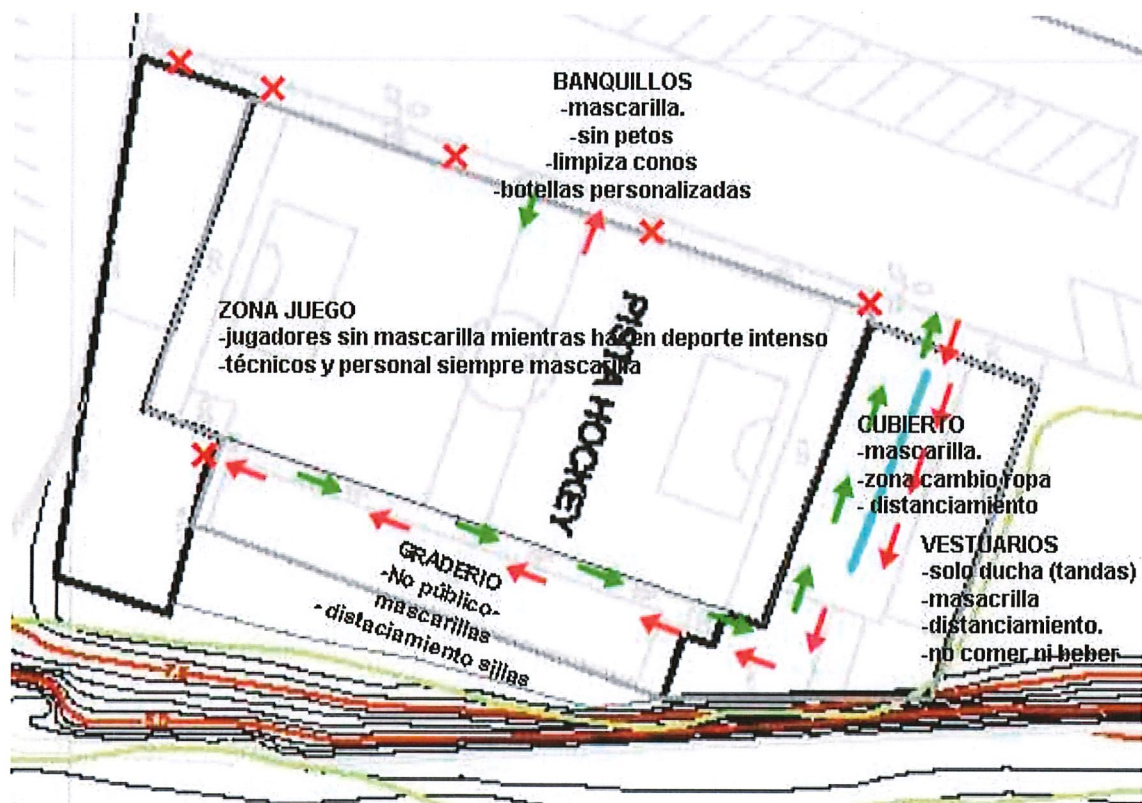 BANQUILLOS
-mascarilla.
-sin petos
-limpiza conos
-botellas personalizadas
ZONA JUEGO
-jugadores sin mascarilla mientras hacen deporte intenso
-técnicos y personal siempre mascarilla
PISTA HOCKEY
CUBIERTO
-mascarilla.
-zona cambio ropa
- distanciamiento
VESTUARIOS
-solo ducha (tandas)
-masacrilla
-distanciamiento.
-no comer ni beber
GRADERIO
-No público-
mascarillas
- distaciamiento sillas